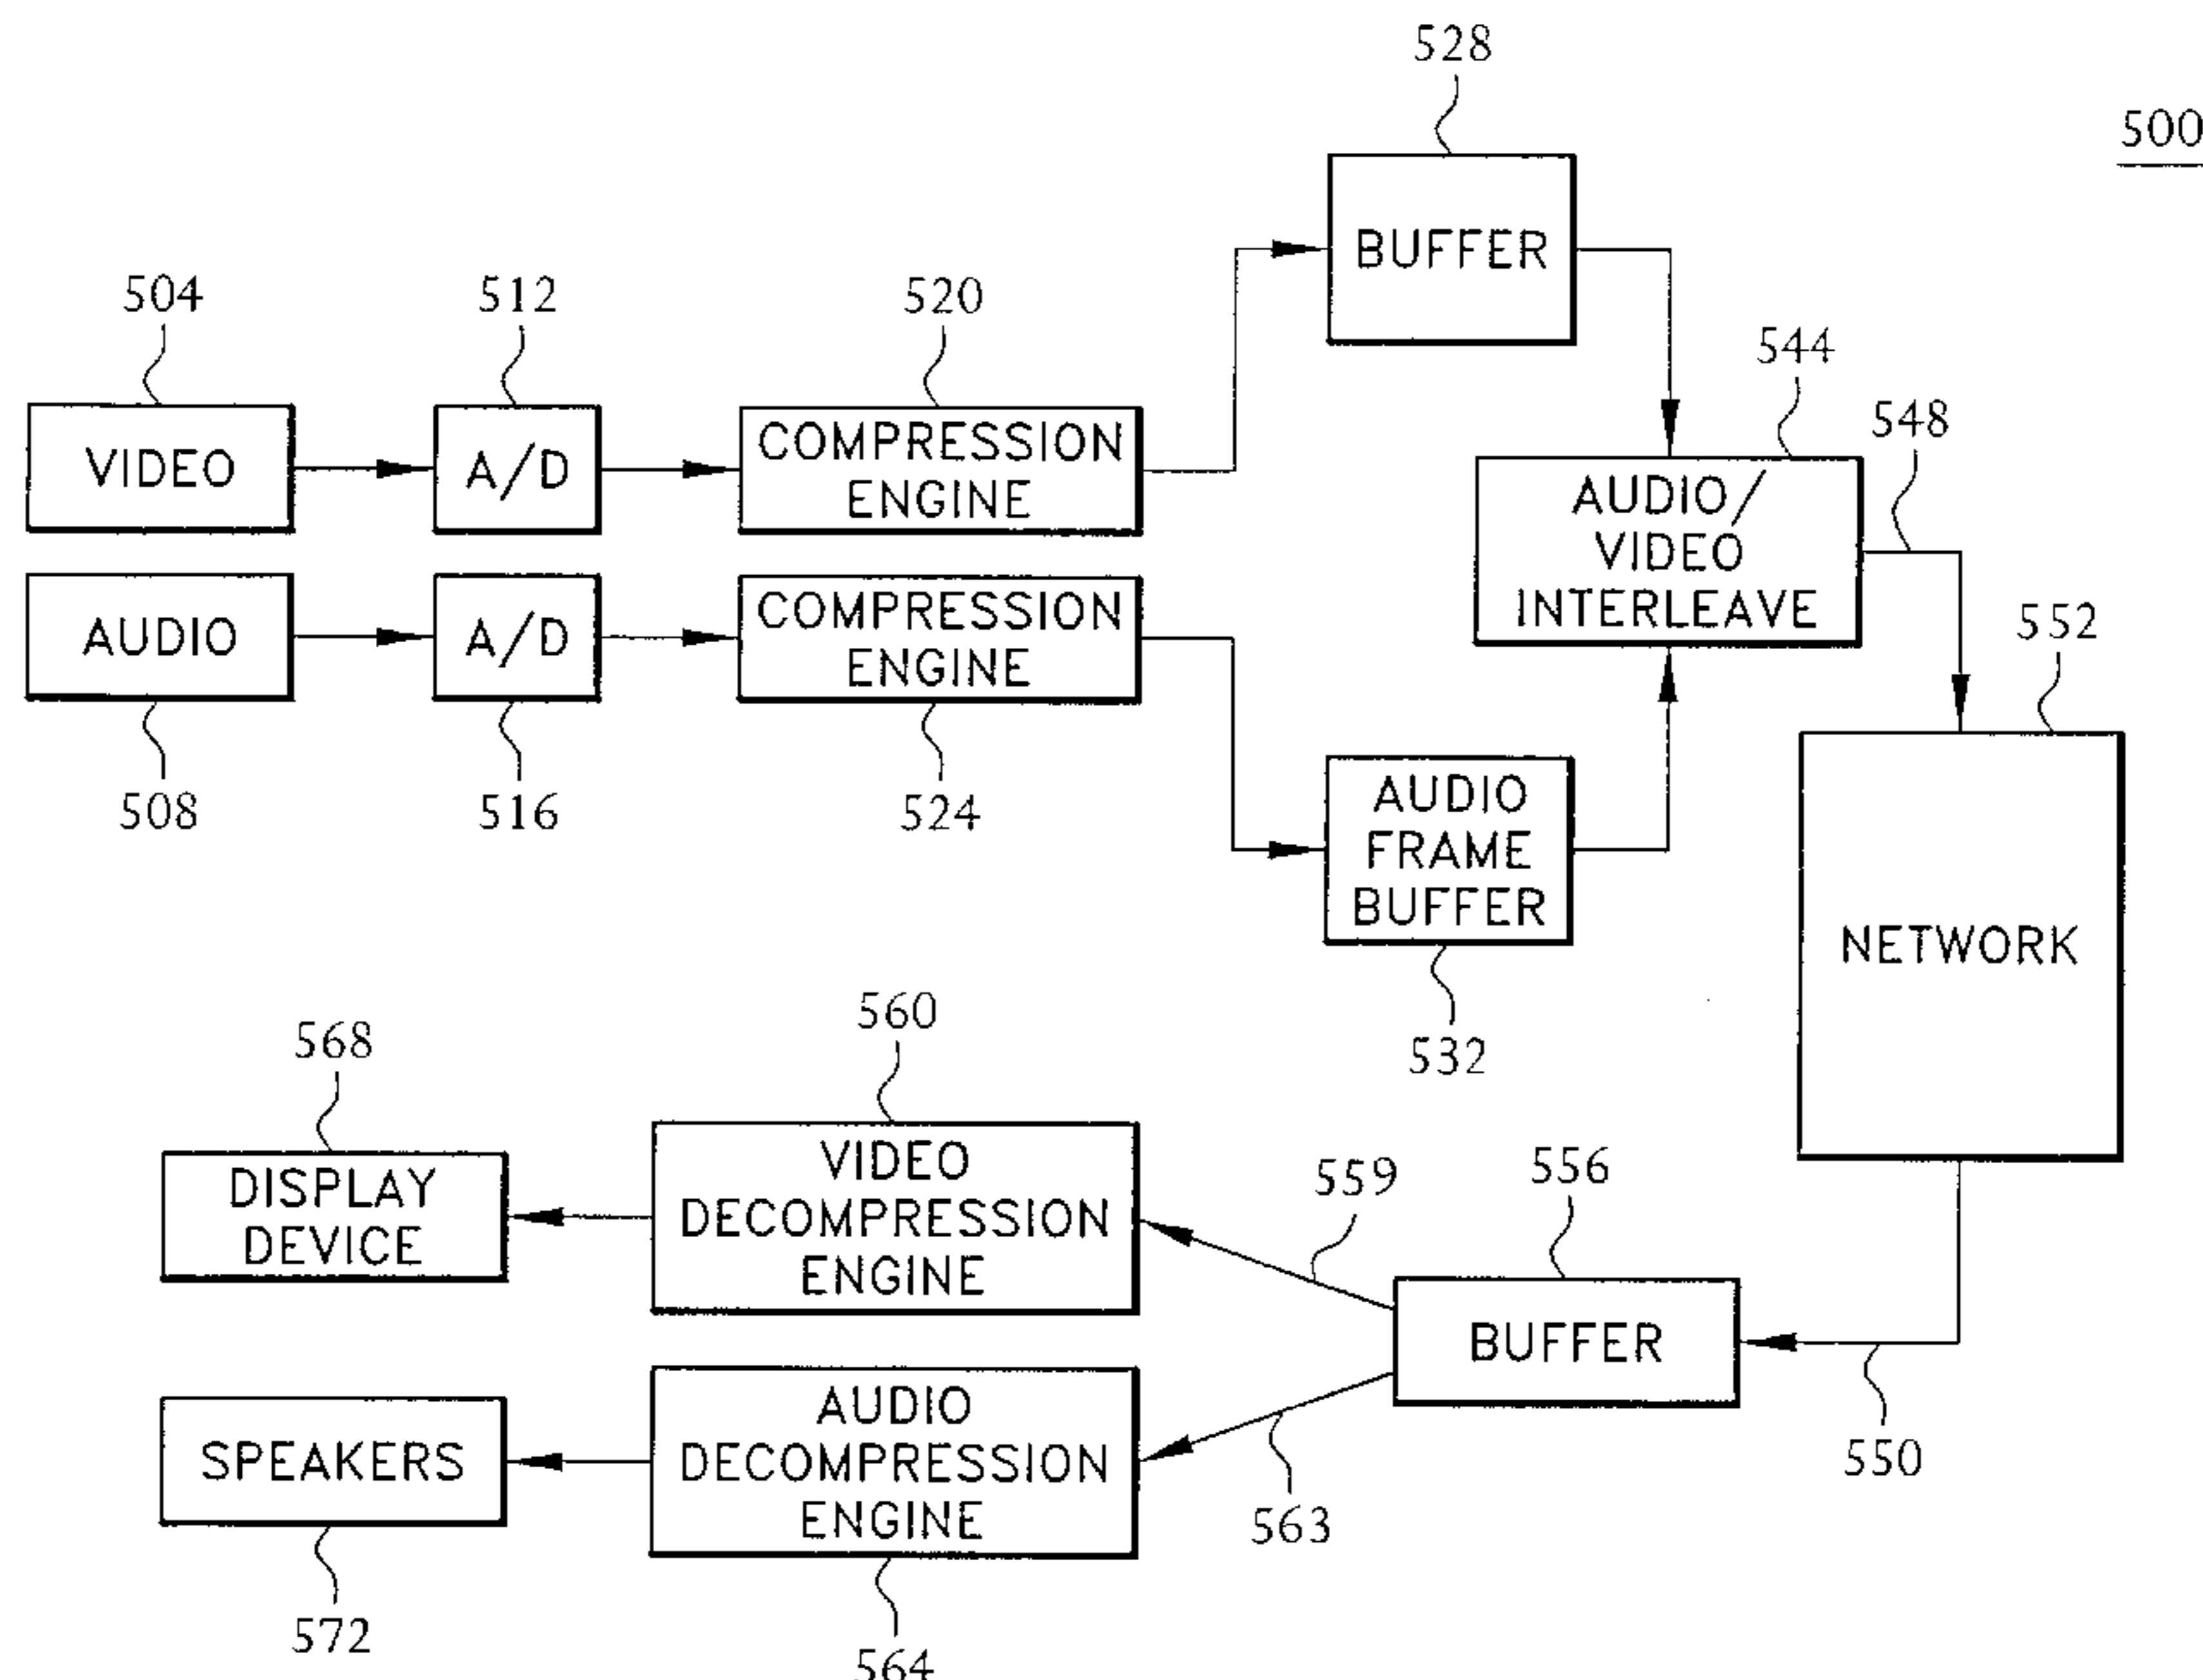 528
500
BUFFER
504
512
520
544
548
VIDEO
A/D
COMPRESSION
ENGINE
AUDIO/
VIDEO
INTERLEAVE
AUDIO
A/D
COMPRESSION
ENGINE
552
508
516
524
AUDIO
FRAME
BUFFER
NETWORK
532
568
560
559
556
DISPLAY
DEVICE
VIDEO
DECOMPRESSION
ENGINE
BUFFER
SPEAKERS
AUDIO
DECOMPRESSION
ENGINE
563
550
572
564